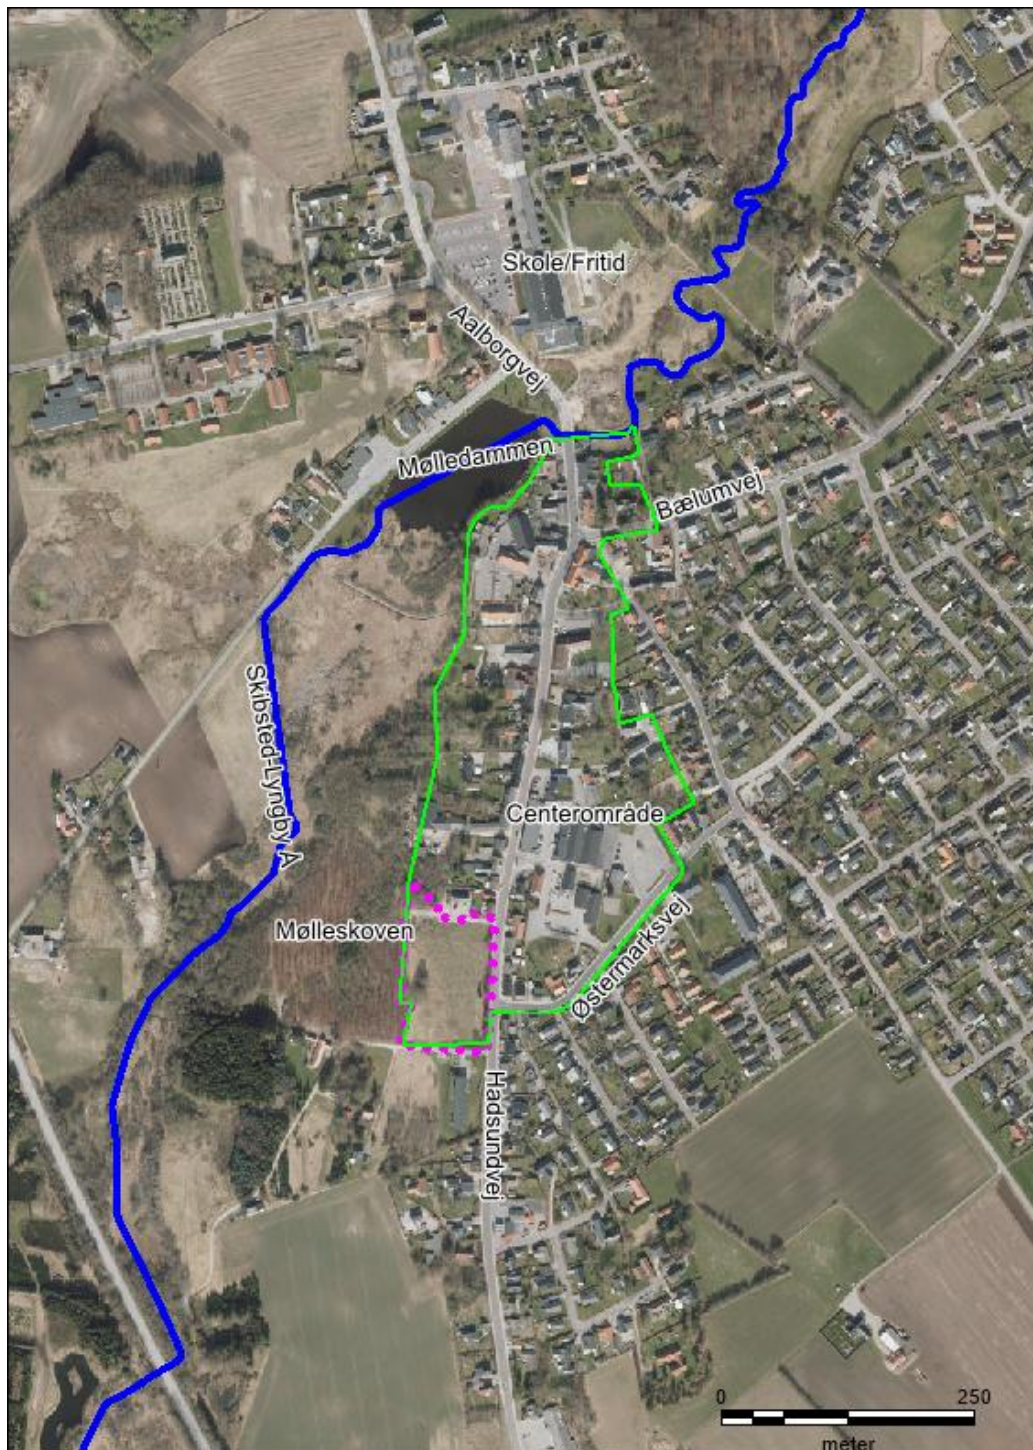 Skole/Fritid
Aalborgvej
Mølledammen
Bælumvej
Skibsted-Lyngby Å
Centerområde
Mølleskoven
Østermarksvej
Hadsundvej
0 250
meter